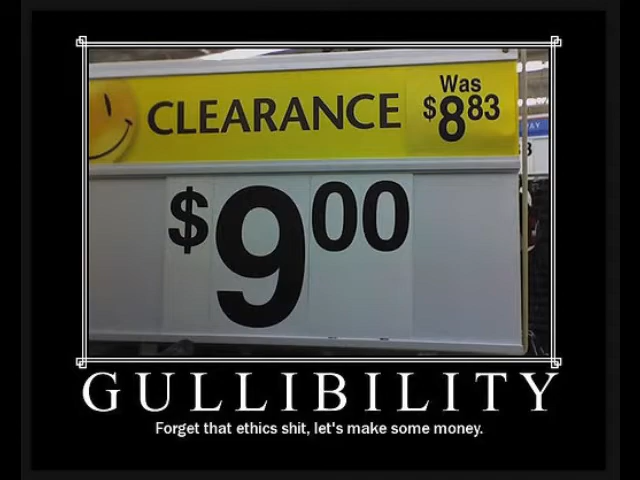 CLEARANCE
Was
$8 83
$9 00
GULLIBILITY
Forget that ethics shit, let's make some money.